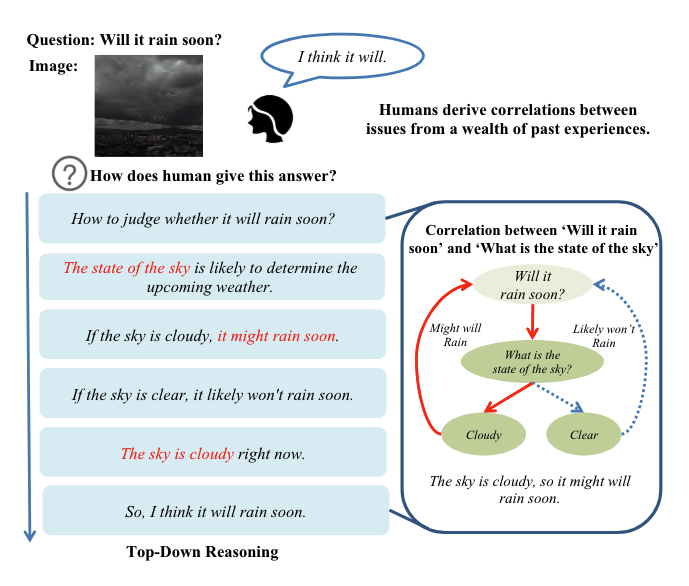 Question: Will it rain soon?
Image:
I think it will.
Humans derive correlations between
issues from a wealth of past experiences.
? How does human give this answer?
How to judge whether it will rain soon?
The state of the sky is likely to determine the
upcoming weather.
If the sky is cloudy, it might rain soon.
If the sky is clear, it likely won't rain soon.
The sky is cloudy right now.
So, I think it will rain soon.
Top-Down Reasoning
Correlation between ‘Will it rain
soon’ and ‘What is the state of the sky’
Will it
rain soon?
Might will
Rain
Likely won’t
Rain
What is the
state of the sky?
Cloudy
Clear
The sky is cloudy, so it might will
rain soon.